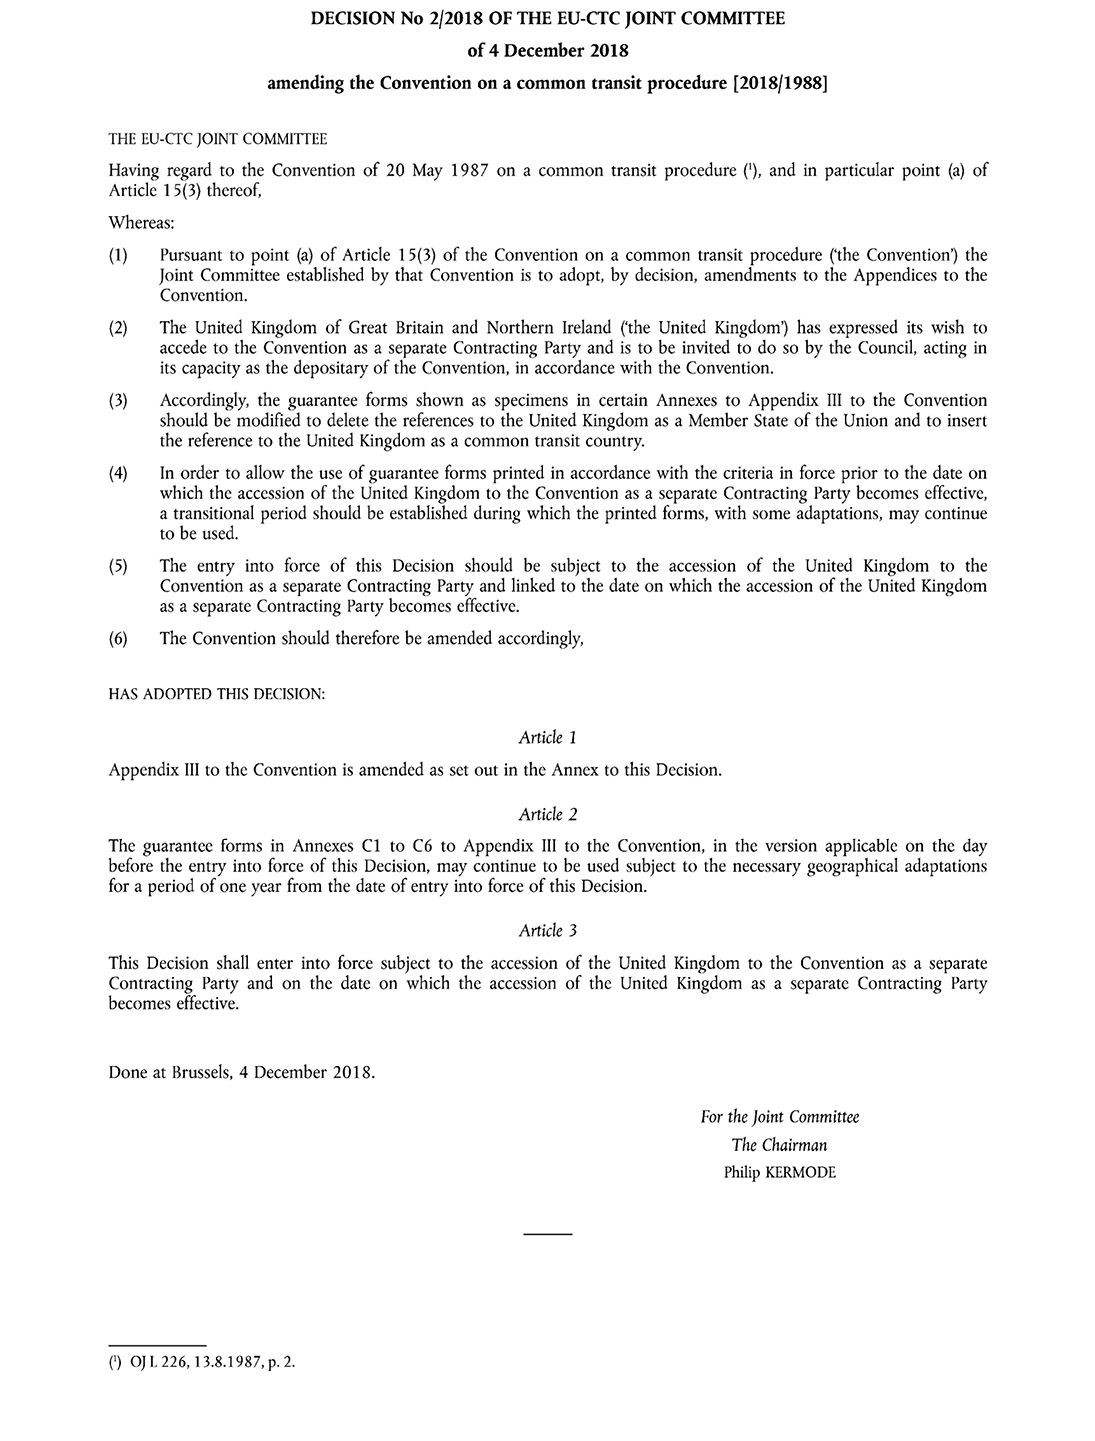 DECISION No 2/2018 OF THE EU-CTC JOINT COMMITTEE
of 4 December 2018
amending the Convention on a common transit procedure [2018/1988]
THE EU-CTC JOINT COMMITTEE
Having regard to the Convention of 20 May 1987 on a common transit procedure (¹), and in particular point (a) of
Article 15(3) thereof,
Whereas:
(1) Pursuant to point (a) of Article 15(3) of the Convention on a common transit procedure (‘the Convention’) the
Joint Committee established by that Convention is to adopt, by decision, amendments to the Appendices to the
Convention.
(2) The United Kingdom of Great Britain and Northern Ireland (‘the United Kingdom’) has expressed its wish to
accede to the Convention as a separate Contracting Party and is to be invited to do so by the Council, acting in
its capacity as the depositary of the Convention, in accordance with the Convention.
(3) Accordingly, the guarantee forms shown as specimens in certain Annexes to Appendix III to the Convention
should be modified to delete the references to the United Kingdom as a Member State of the Union and to insert
the reference to the United Kingdom as a common transit country.
(4) In order to allow the use of guarantee forms printed in accordance with the criteria in force prior to the date on
which the accession of the United Kingdom to the Convention as a separate Contracting Party becomes effective,
a transitional period should be established during which the printed forms, with some adaptations, may continue
to be used.
(5) The entry into force of this Decision should be subject to the accession of the United Kingdom to the
Convention as a separate Contracting Party and linked to the date on which the accession of the United Kingdom
as a separate Contracting Party becomes effective.
(6) The Convention should therefore be amended accordingly,
HAS ADOPTED THIS DECISION:
Article 1
Appendix III to the Convention is amended as set out in the Annex to this Decision.
Article 2
The guarantee forms in Annexes C1 to C6 to Appendix III to the Convention, in the version applicable on the day
before the entry into force of this Decision, may continue to be used subject to the necessary geographical adaptations
for a period of one year from the date of entry into force of this Decision.
Article 3
This Decision shall enter into force subject to the accession of the United Kingdom to the Convention as a separate
Contracting Party and on the date on which the accession of the United Kingdom as a separate Contracting Party
becomes effective.
Done at Brussels, 4 December 2018.
For the Joint Committee
The Chairman
Philip KERMODE
(¹) OJ L 226, 13.8.1987, p. 2.